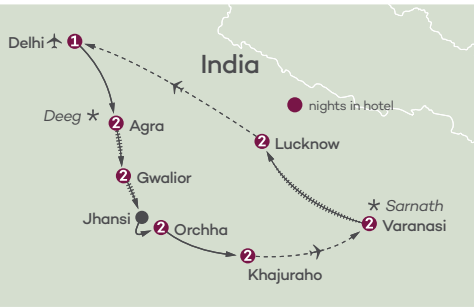 Delhi
1
India
nights in hotel
Deeg *
2
Agra
2
Lucknow
2
Gwalior
* Sarnath
Jhansi
2
Orchha
2
Varanasi
2
Khajuraho